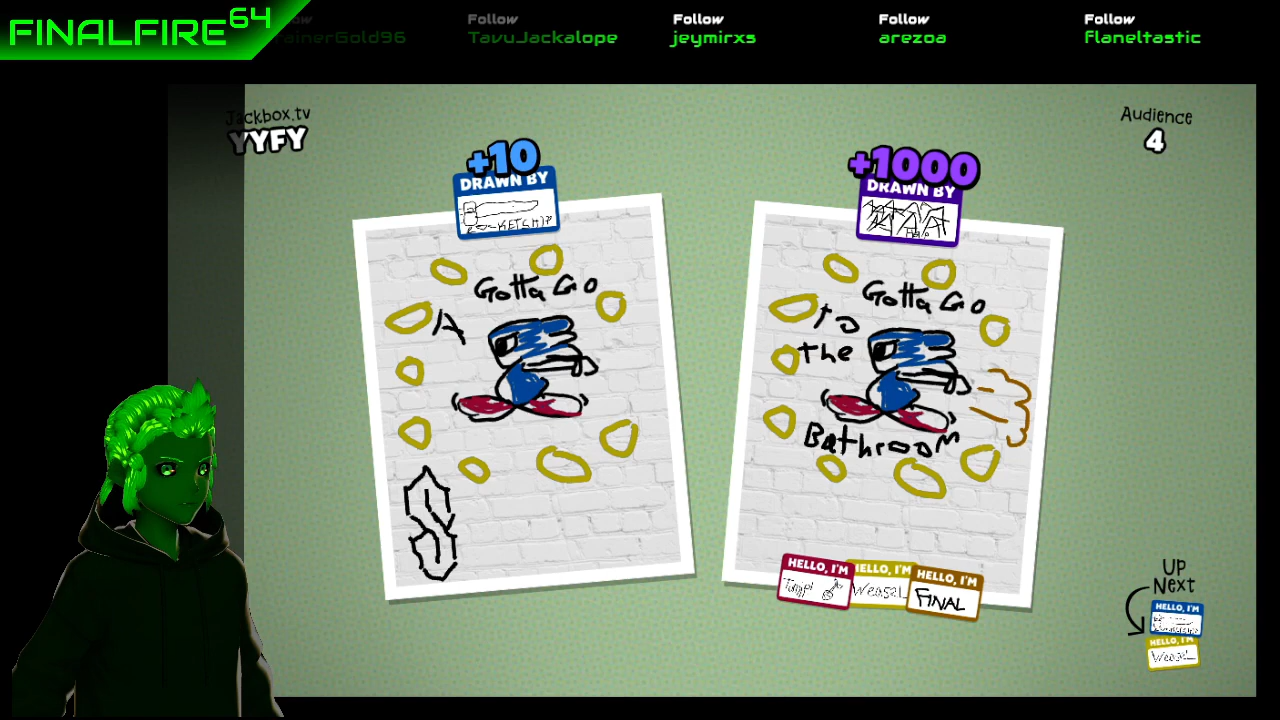 FINALFIRE64
Follow
Follow
Follow
Follow
TavuJackalope
jeymirxs
arezoa
flaneltastic
Jackbox.tv
YYFY
Audience
4
+10
DRAWN BY
+1000
DRAWN BY
Gotta Go
A
S
Gotta Go
to
the
Bathroom
HELLO, I'M
HELLO, I'M
Weasal
HELLO, I'M
FINAL
UP
Next
HELLO, I'M
HELLO, I'M
Weasal